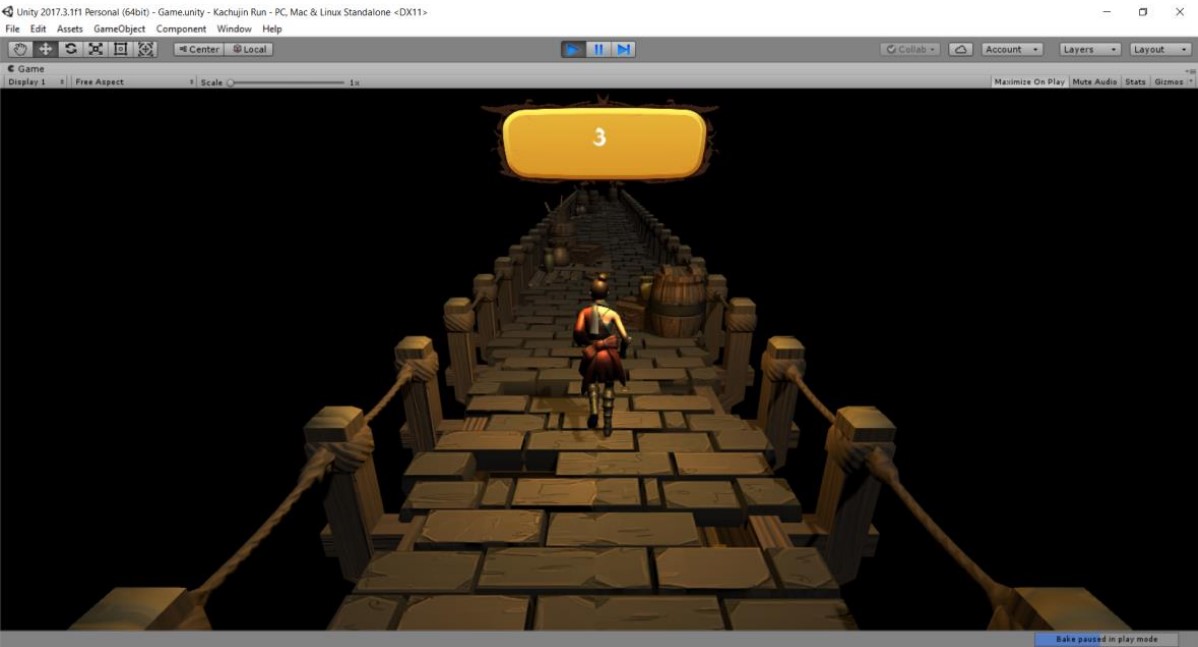 Unity 2017.3.1f1 Personal (64bit) - Game.unity - Kachujin Run - PC, Mac & Linux Standalone <DX11>
File Edit Assets GameObject Component Window Help
Center Local Collab Account Layers Layout
Game
Display 1 Free Aspect Scale 1x Maximize On Play Mute Audio Stats Gizmos
3
Bake paused in play mode